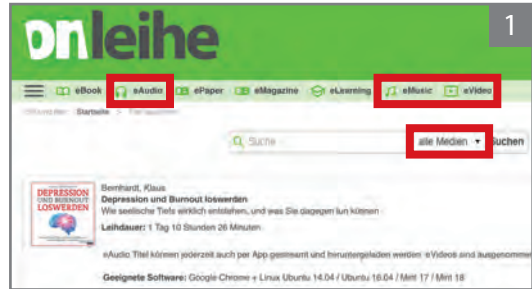 onleihe
1
eBook eAudio ePaper eMagazine eLearning eMusic eVideo
Startseite >
Suche alle Medien Suchen
DEPRESSION
UND BURNOUT
LOSWERDEN
Bernhardt, Klaus
Depression und Burnout loswerden
Wie seelische Tiefs wirklich entstehen, und was Sie dagegen tun können
Leihdauer: 1 Tag 10 Stunden 26 Minuten
eAudio Titel können jederzeit auch per App gestreamt und heruntergeladen werden. eVideos sind ausgenommen
Geeignete Software: Google Chrome + Linux Ubuntu 14.04 / Ubuntu 16.04 / Mint 17 / Mint 18